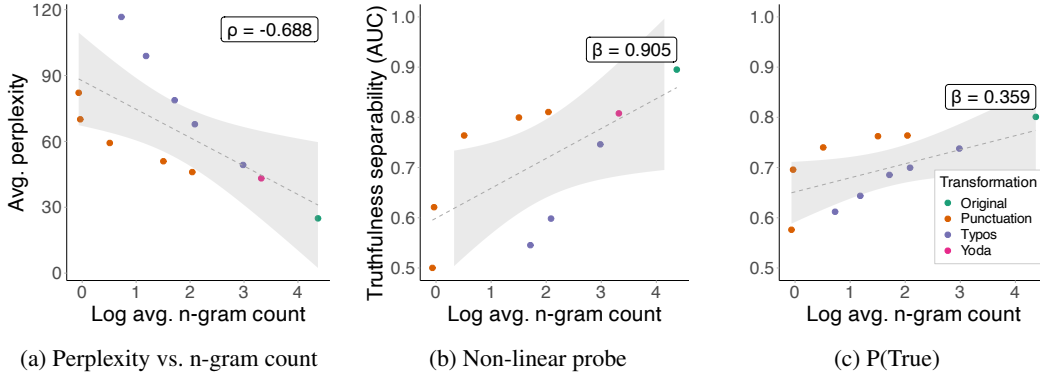 120
90
60
30
0
Avg. perplexity
ρ = -0.688
0 1 2 3 4
Log avg. n-gram count
(a) Perplexity vs. n-gram count
1.0
0.9
0.8
0.7
0.6
0.5
Truthfulness separability (AUC)
β = 0.905
0 1 2 3 4
Log avg. n-gram count
(b) Non-linear probe
1.0
0.9
0.8
0.7
0.6
0.5
β = 0.359
Transformation
Original
Punctuation
Typos
Yoda
0 1 2 3 4
Log avg. n-gram count
(c) P(True)